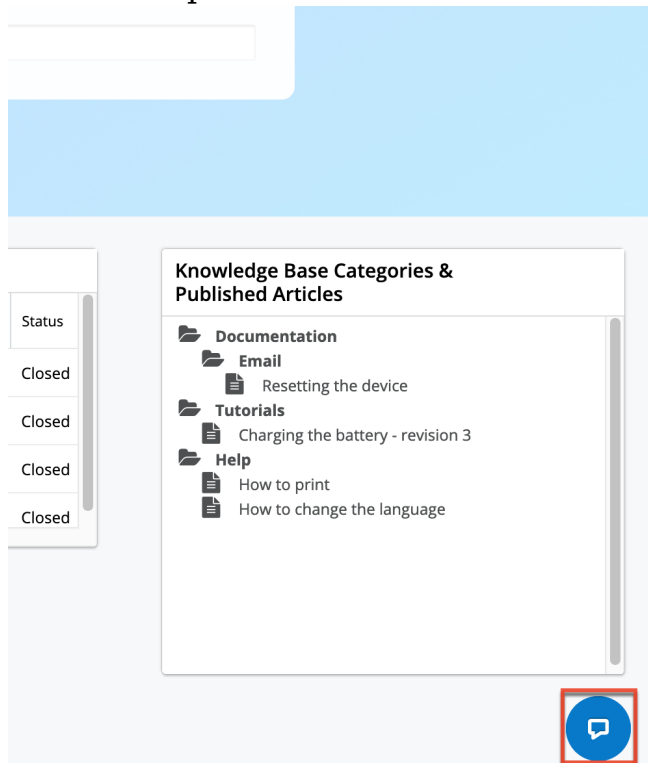 Knowledge Base Categories &
Published Articles
Status
Closed
Closed
Closed
Closed
Documentation
Email
Resetting the device
Tutorials
Charging the battery - revision 3
Help
How to print
How to change the language